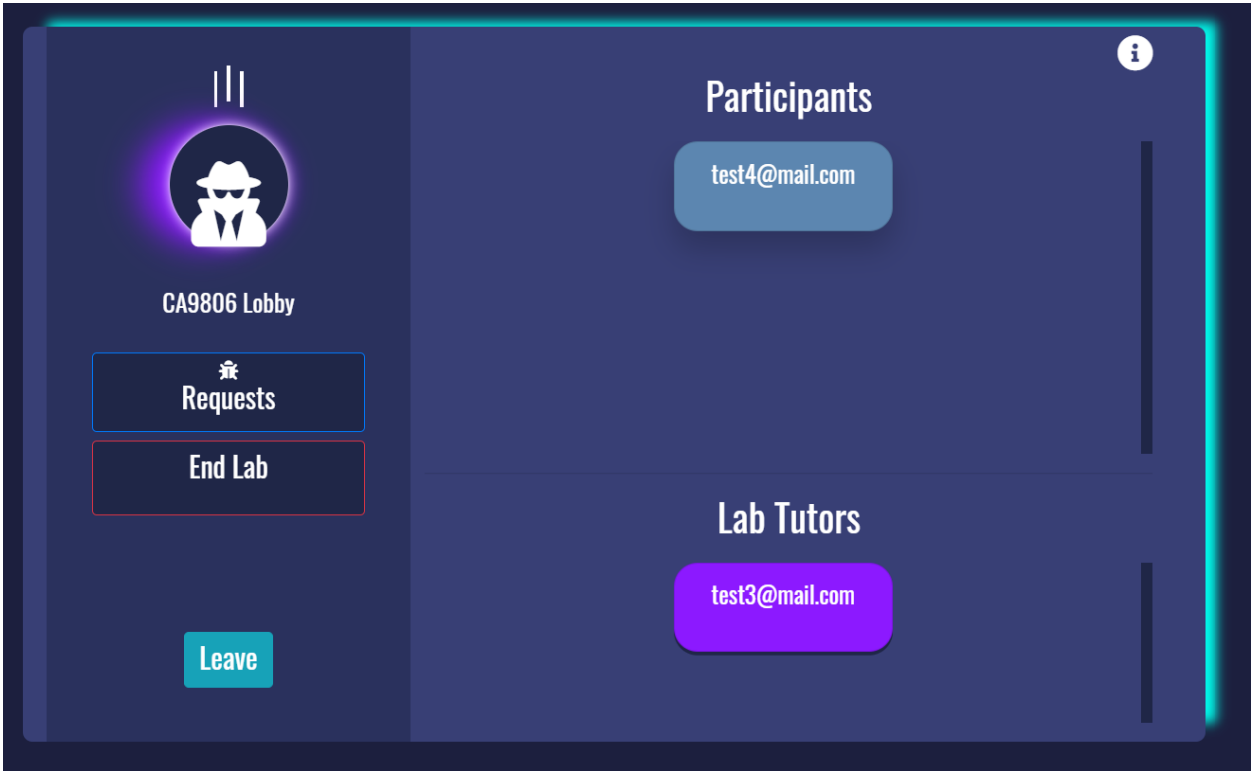 CA9806 Lobby
Requests
End Lab
Leave
Participants
test4@mail.com
Lab Tutors
test3@mail.com